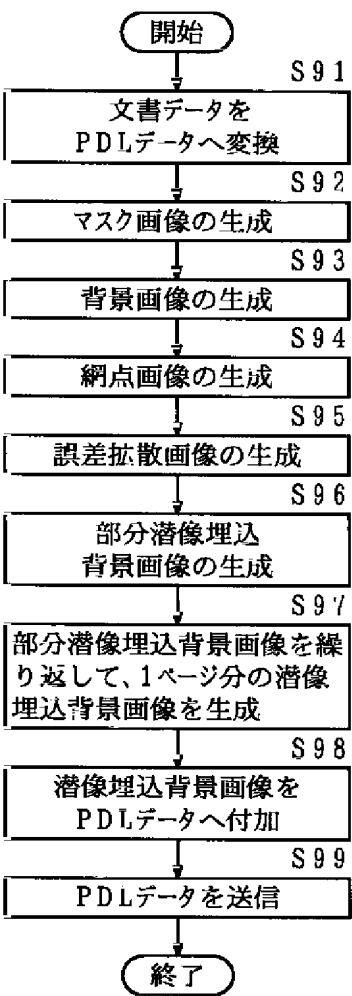 開始
S91
文書データを
PDLデータへ変換
S92
マスク画像の生成
S93
背景画像の生成
S94
網点画像の生成
S95
誤差拡散画像の生成
S96
部分潜像埋込
背景画像の生成
S97
部分潜像埋込背景画像を繰
り返して、1ページ分の潜像
埋込背景画像を生成
S98
潜像埋込背景画像を
PDLデータへ付加
S99
PDLデータを送信
終了